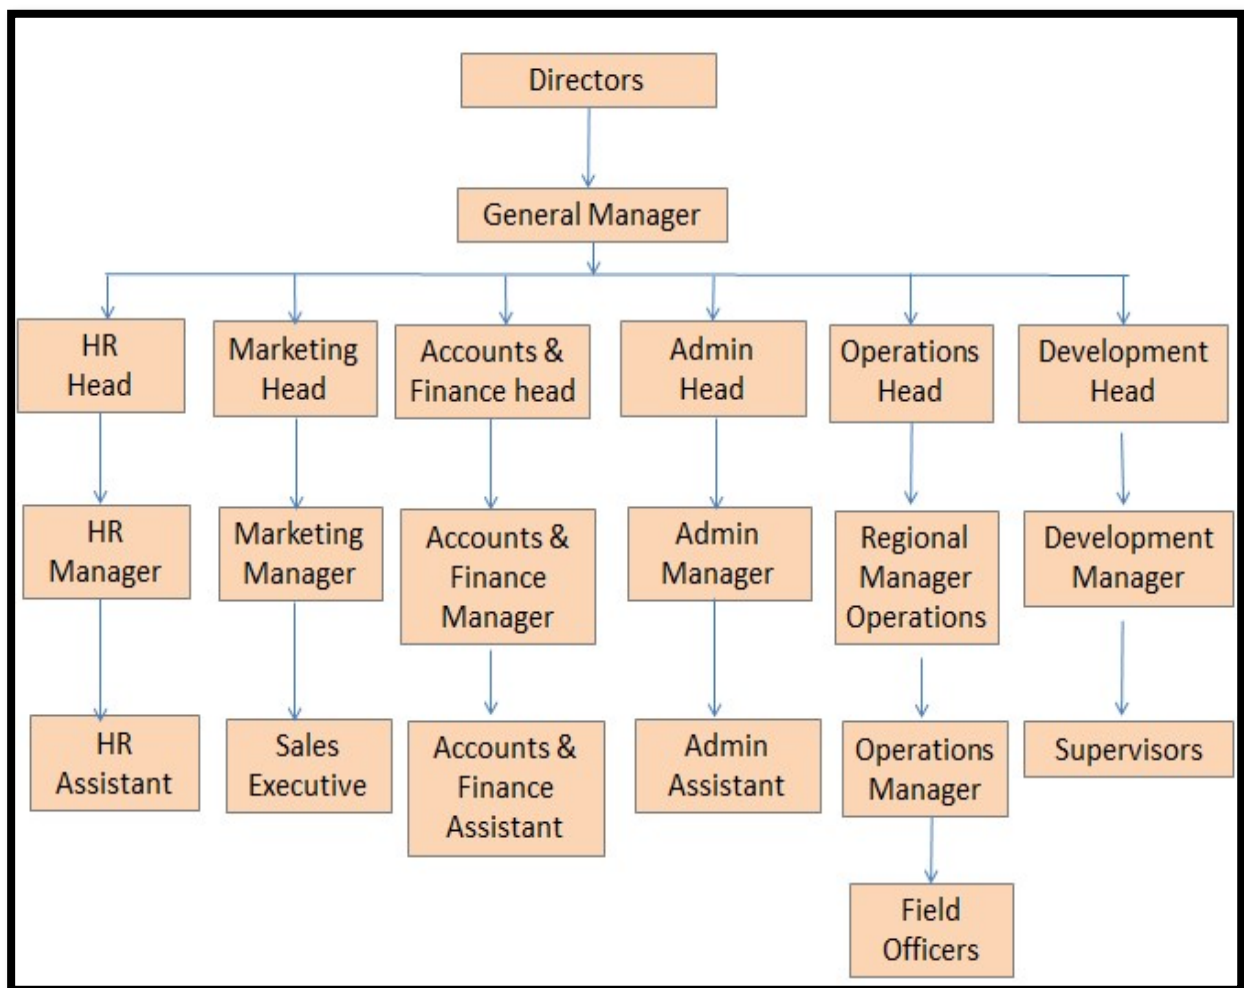 Directors
General Manager
HR
Head
Marketing
Head
Accounts &
Finance head
Admin
Head
Operations
Head
Development
Head
HR
Manager
Marketing
Manager
Accounts &
Finance
Manager
Admin
Manager
Regional
Manager
Operations
Development
Manager
HR
Assistant
Sales
Executive
Accounts &
Finance
Assistant
Admin
Assistant
Operations
Manager
Supervisors
Field
Officers